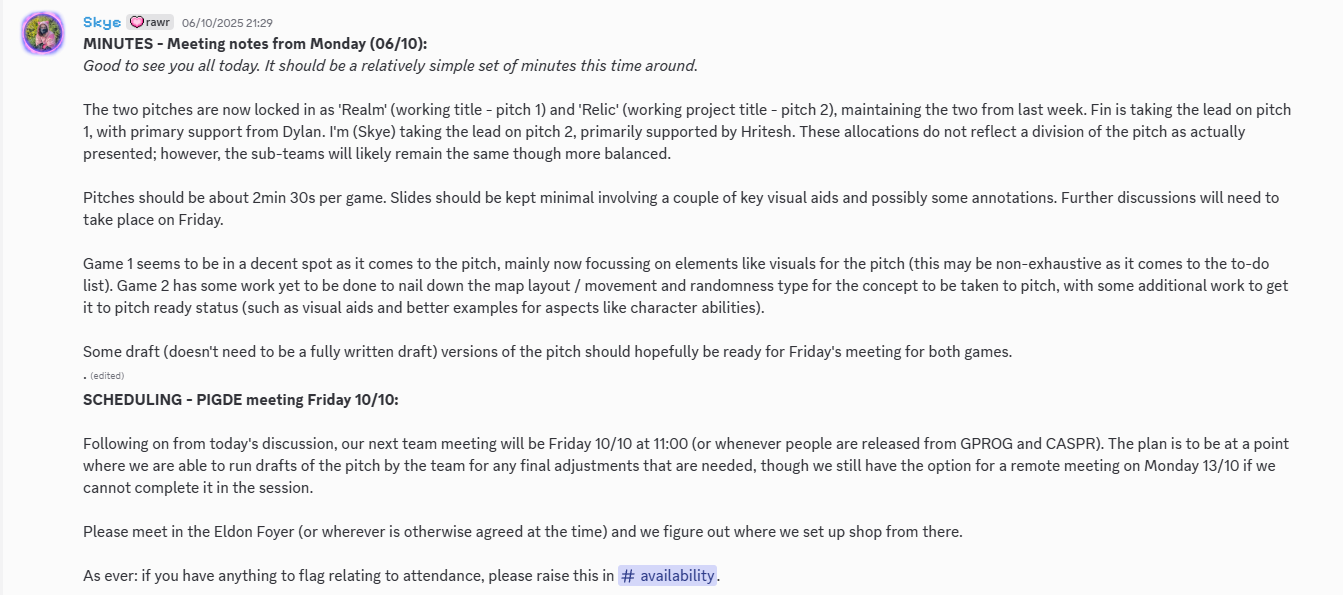 Skye rawr 06/10/2025 21:29
MINUTES - Meeting notes from Monday (06/10):
Good to see you all today. It should be a relatively simple set of minutes this time around.
The two pitches are now locked in as 'Realm' (working title - pitch 1) and 'Relic' (working project title - pitch 2), maintaining the two from last week. Fin is taking the lead on pitch
1, with primary support from Dylan. I'm (Skye) taking the lead on pitch 2, primarily supported by Hritesh. These allocations do not reflect a division of the pitch as actually
presented; however, the sub-teams will likely remain the same though more balanced.
Pitches should be about 2min 30s per game. Slides should be kept minimal involving a couple of key visual aids and possibly some annotations. Further discussions will need to
take place on Friday.
Game 1 seems to be in a decent spot as it comes to the pitch, mainly now focussing on elements like visuals for the pitch (this may be non-exhaustive as it comes to the to-do
list). Game 2 has some work yet to be done to nail down the map layout / movement and randomness type for the concept to be taken to pitch, with some additional work to get
it to pitch ready status (such as visual aids and better examples for aspects like character abilities).
Some draft (doesn't need to be a fully written draft) versions of the pitch should hopefully be ready for Friday's meeting for both games.
. (edited)
SCHEDULING - PIGDE meeting Friday 10/10:
Following on from today's discussion, our next team meeting will be Friday 10/10 at 11:00 (or whenever people are released from GPROG and CASPR). The plan is to be at a point
where we are able to run drafts of the pitch by the team for any final adjustments that are needed, though we still have the option for a remote meeting on Monday 13/10 if we
cannot complete it in the session.
Please meet in the Eldon Foyer (or wherever is otherwise agreed at the time) and we figure out where we set up shop from there.
As ever: if you have anything to flag relating to attendance, please raise this in # availability.